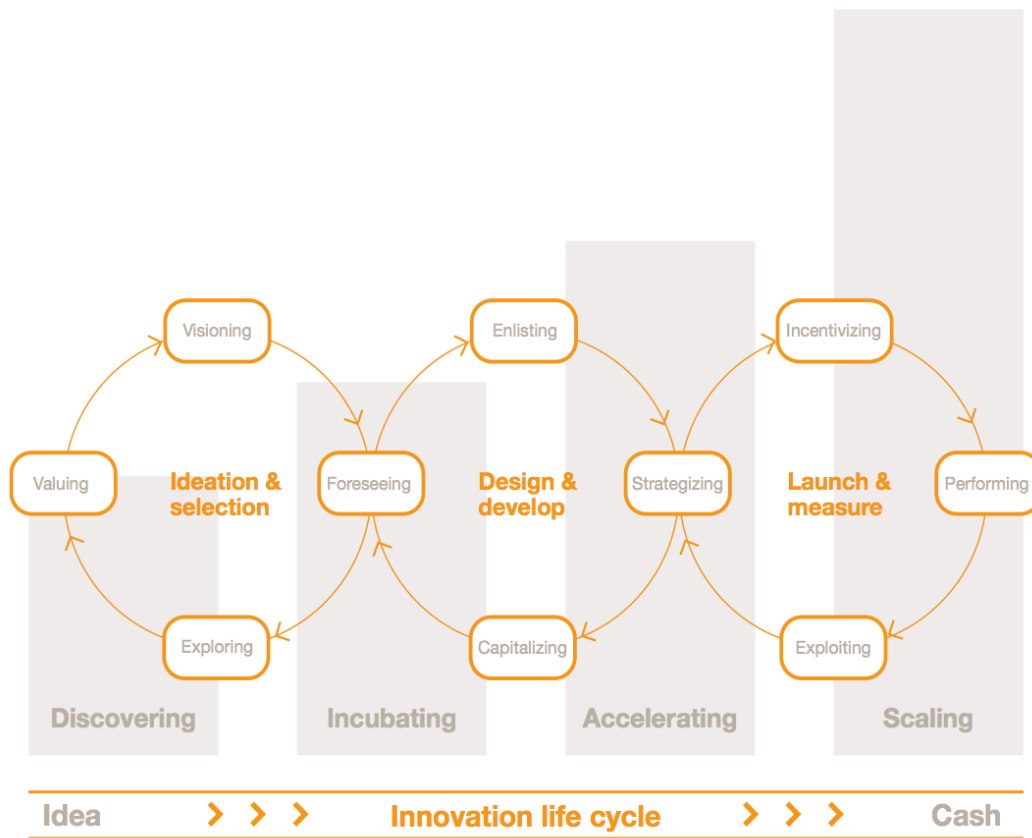 Visioning
Enlisting
Incentivizing
Valuing
Ideation &
selection
Foreseeing
Design &
develop
Strategizing
Launch &
measure
Performing
Exploring
Capitalizing
Exploiting
Discovering
Incubating
Accelerating
Scaling
Idea
Innovation life cycle
Cash